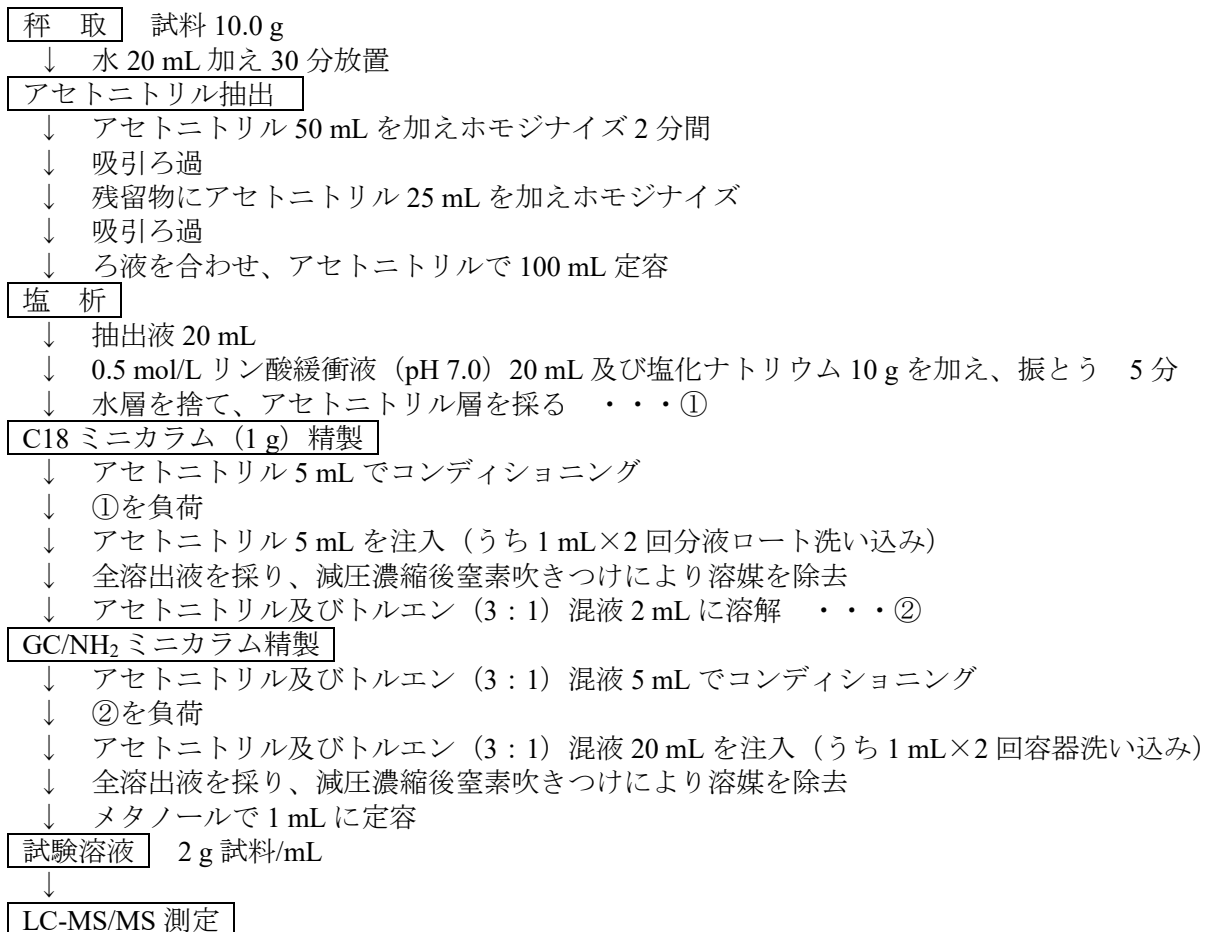 秤　取　試料 10.0 g
↓　水 20 mL 加え 30 分放置
アセトニトリル抽出
↓　アセトニトリル 50 mL を加えホモジナイズ 2 分間
↓　吸引ろ過
↓　残留物にアセトニトリル 25 mL を加えホモジナイズ
↓　吸引ろ過
↓　ろ液を合わせ、アセトニトリルで 100 mL 定容
塩　析
↓　抽出液 20 mL
↓　0.5 mol/L リン酸緩衝液（pH 7.0）20 mL 及び塩化ナトリウム 10 g を加え、振とう　5 分
↓　水層を捨て、アセトニトリル層を採る　・・・①
C18 ミニカラム（1 g）精製
↓　アセトニトリル 5 mL でコンディショニング
↓　①を負荷
↓　アセトニトリル 5 mL を注入（うち 1 mL×2 回分液ロート洗い込み）
↓　全溶出液を採り、減圧濃縮後窒素吹きつけにより溶媒を除去
↓　アセトニトリル及びトルエン（3：1）混液 2 mL に溶解　・・・②
GC/NH₂ ミニカラム精製
↓　アセトニトリル及びトルエン（3：1）混液 5 mL でコンディショニング
↓　②を負荷
↓　アセトニトリル及びトルエン（3：1）混液 20 mL を注入（うち 1 mL×2 回容器洗い込み）
↓　全溶出液を採り、減圧濃縮後窒素吹きつけにより溶媒を除去
↓　メタノールで 1 mL に定容
試験溶液　2 g 試料/mL
↓
LC-MS/MS 測定